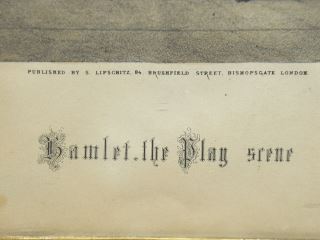 PUBLISHED BY S. LIPSCHITZ, 84, BRUSHFIELD STREET, BISHOPSGATE LONDON
Hamlet. the Play scene